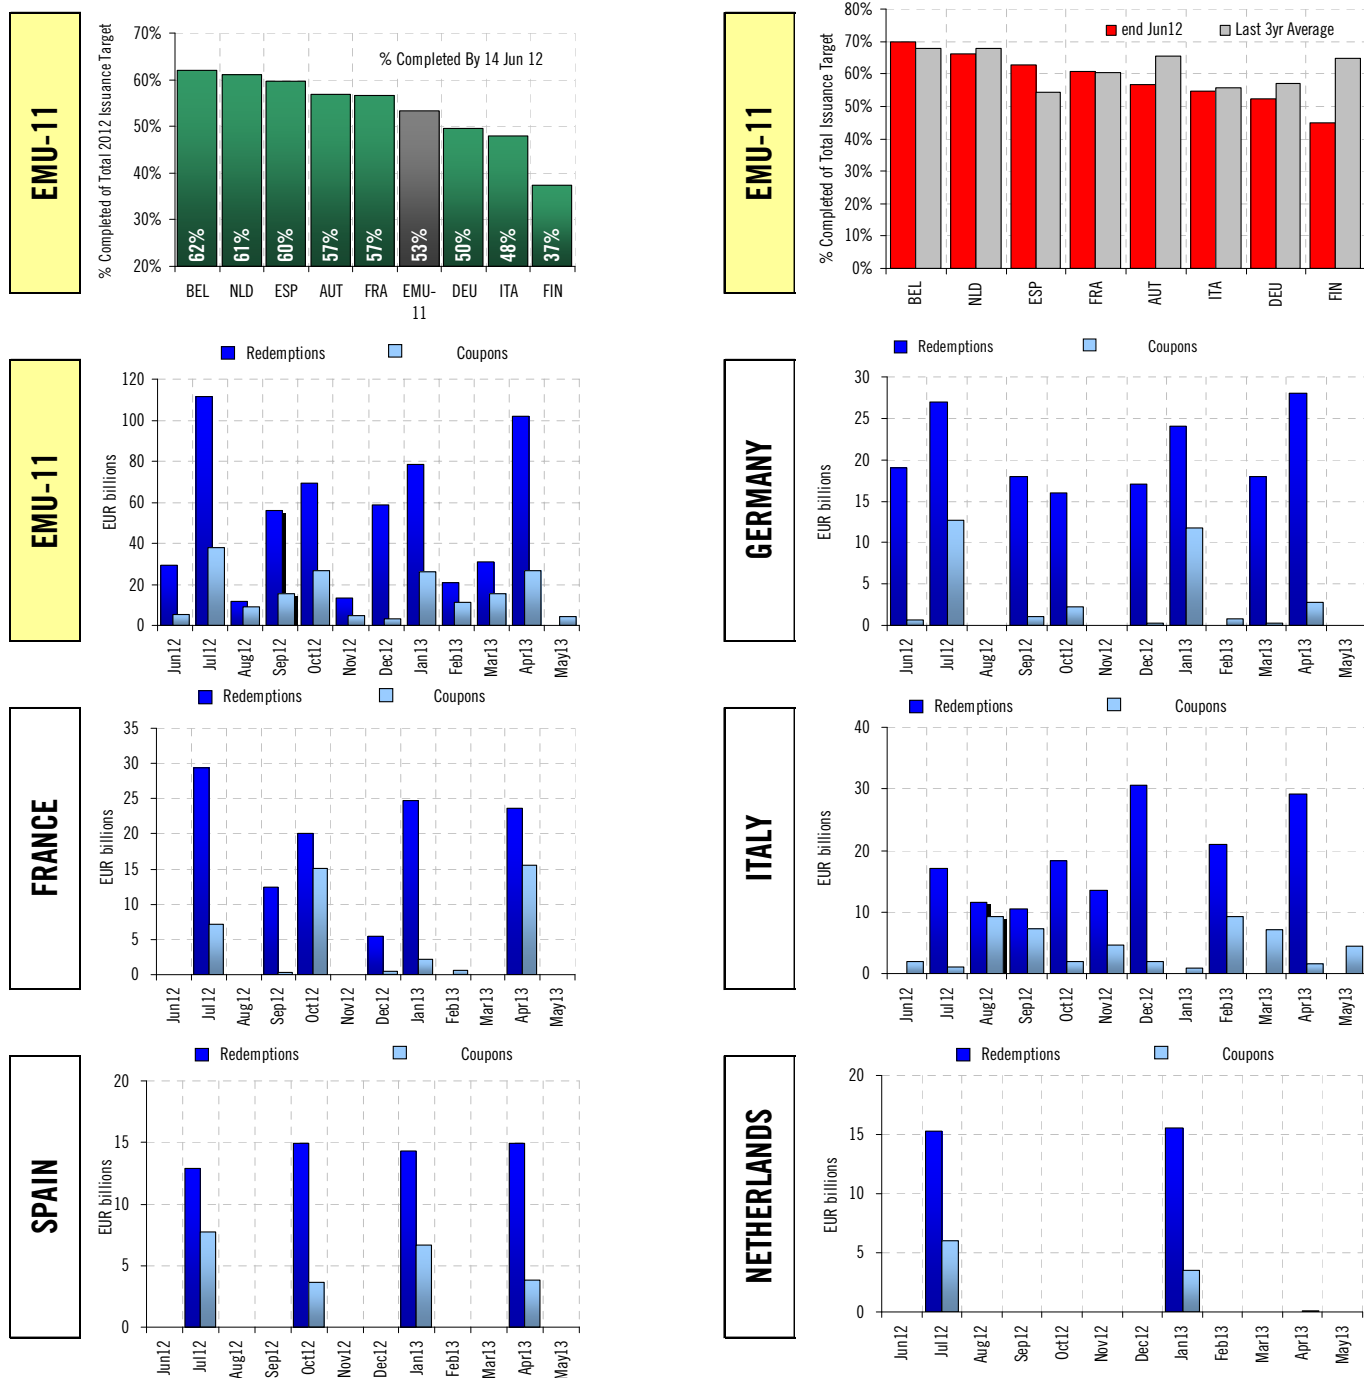 EMU-11
% Completed of Total 2012 Issuance Target
70%
60%
50%
40%
30%
20%
% Completed By 14 Jun 12
62%
61%
60%
57%
57%
53%
50%
48%
37%
BEL
NLD
ESP
AUT
FRA
EMU-
11
DEU
ITA
FIN
EMU-11
% Completed of Total Issuance Target
80%
70%
60%
50%
40%
30%
20%
10%
0%
end Jun12
Last 3yr Average
BEL
NLD
ESP
FRA
AUT
ITA
DEU
FIN
EMU-11
Redemptions
Coupons
EUR billions
120
100
80
60
40
20
0
Jun12
Jul12
Aug12
Sep12
Oct12
Nov12
Dec12
Jan13
Feb13
Mar13
Apr13
May13
GERMANY
Redemptions
Coupons
EUR billions
30
25
20
15
10
5
0
Jun12
Jul12
Aug12
Sep12
Oct12
Nov12
Dec12
Jan13
Feb13
Mar13
Apr13
May13
FRANCE
Redemptions
Coupons
EUR billions
35
30
25
20
15
10
5
0
Jun12
Jul12
Aug12
Sep12
Oct12
Nov12
Dec12
Jan13
Feb13
Mar13
Apr13
May13
ITALY
Redemptions
Coupons
EUR billions
40
30
20
10
0
Jun12
Jul12
Aug12
Sep12
Oct12
Nov12
Dec12
Jan13
Feb13
Mar13
Apr13
May13
SPAIN
Redemptions
Coupons
EUR billions
20
15
10
5
0
Jun12
Jul12
Aug12
Sep12
Oct12
Nov12
Dec12
Jan13
Feb13
Mar13
Apr13
May13
NETHERLANDS
Redemptions
Coupons
EUR billions
20
15
10
5
0
Jun12
Jul12
Aug12
Sep12
Oct12
Nov12
Dec12
Jan13
Feb13
Mar13
Apr13
May13